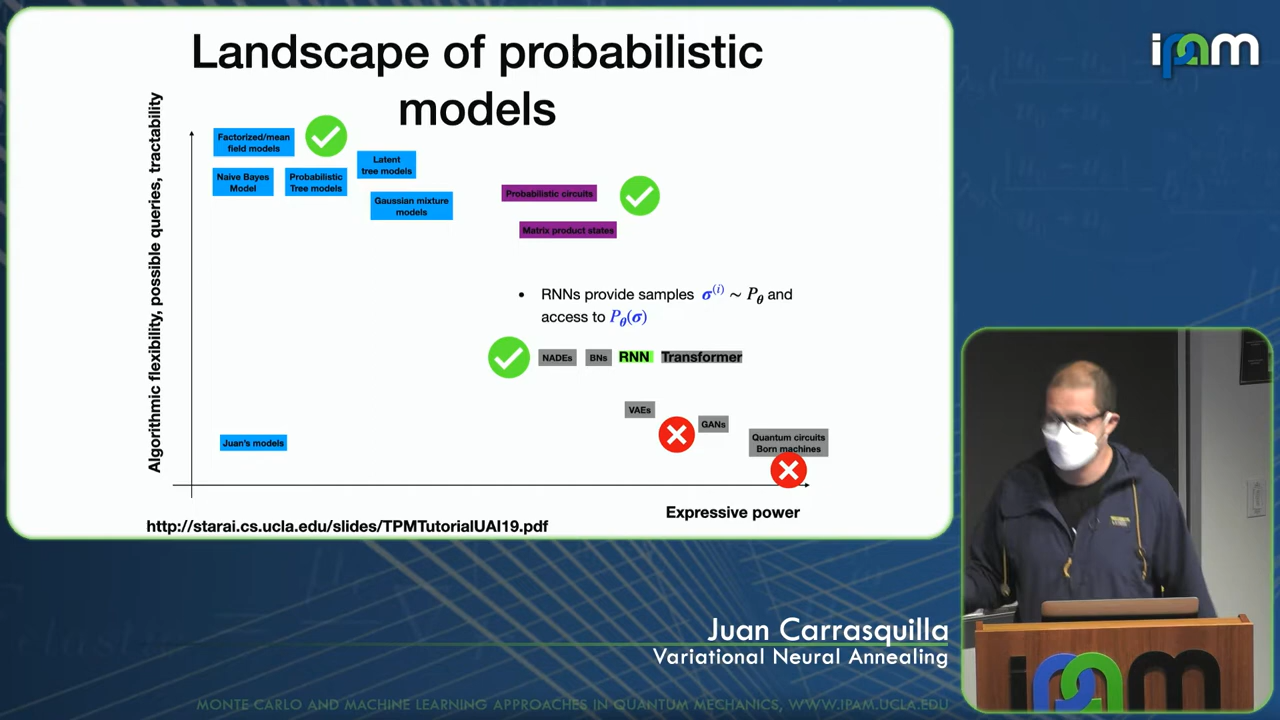 Landscape of probabilistic
models
ipam
Algorithmic flexibility, possible queries, tractability
Factorized/mean
field models
Naive Bayes
Model
Probabilistic
Tree models
Latent
tree models
Gaussian mixture
models
Probabilistic circuits
Matrix product states
• RNNs provide samples σ⁽ⁱ⁾ ~ P_θ and
access to P_θ(σ)
NADEs
BNs
RNN
Transformer
VAEs
GANs
Quantum circuits
Born machines
Juan's models
Expressive power
http://starai.cs.ucla.edu/slides/TPMTutorialUAI19.pdf
Juan Carrasquilla
Variational Neural Annealing
ipam
MONTE CARLO AND MACHINE LEARNING APPROACHES IN QUANTUM MECHANICS, WWW.IPAM.UCLA.EDU